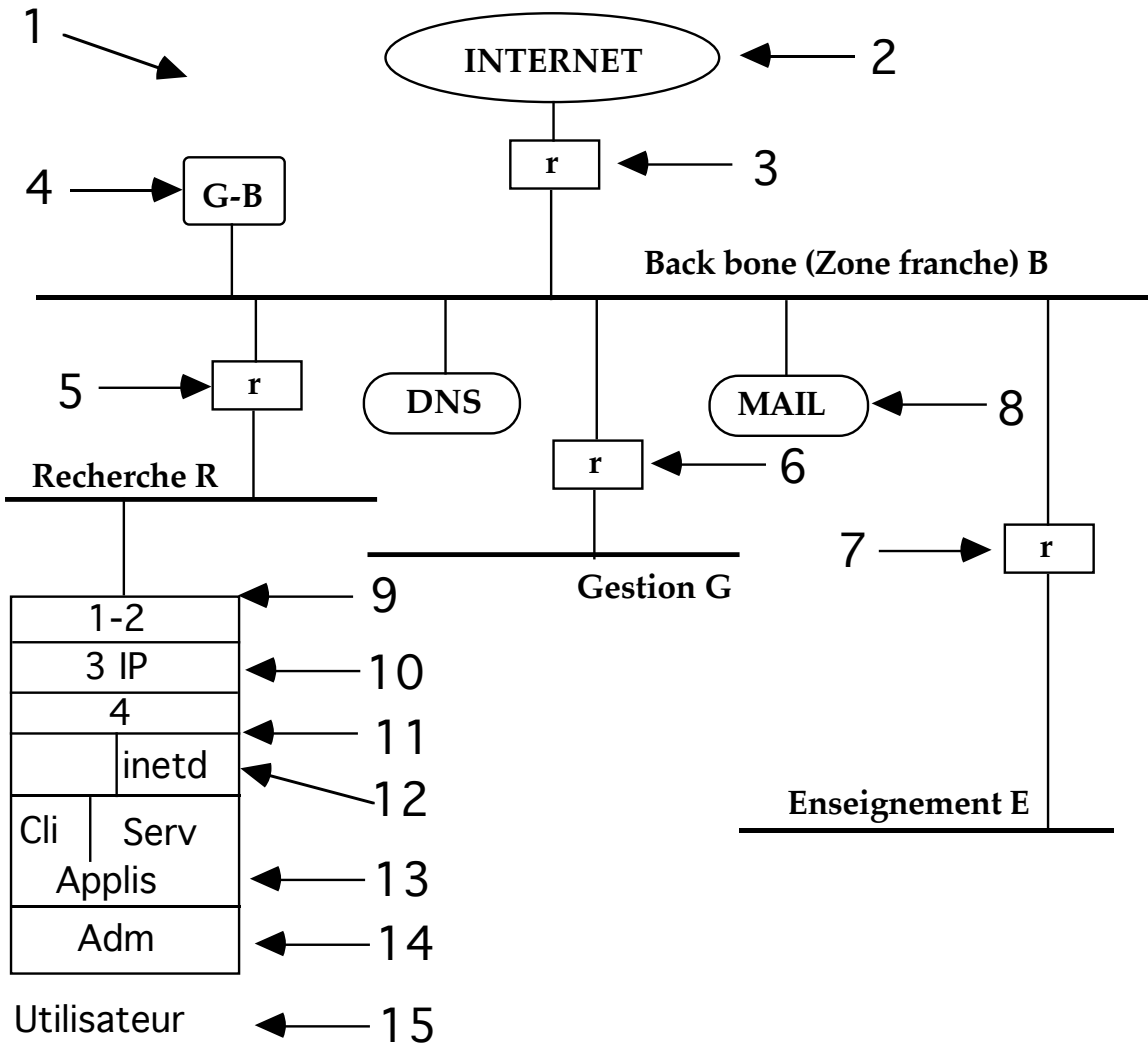 1
INTERNET
2
r
3
4
G-B
Back bone (Zone franche) B
5
r
DNS
MAIL
8
r
6
Recherche R
7
r
Gestion G
9
1-2
3 IP
10
4
11
inetd
12
Cli
Serv
Enseignement E
Applis
13
Adm
14
Utilisateur
15